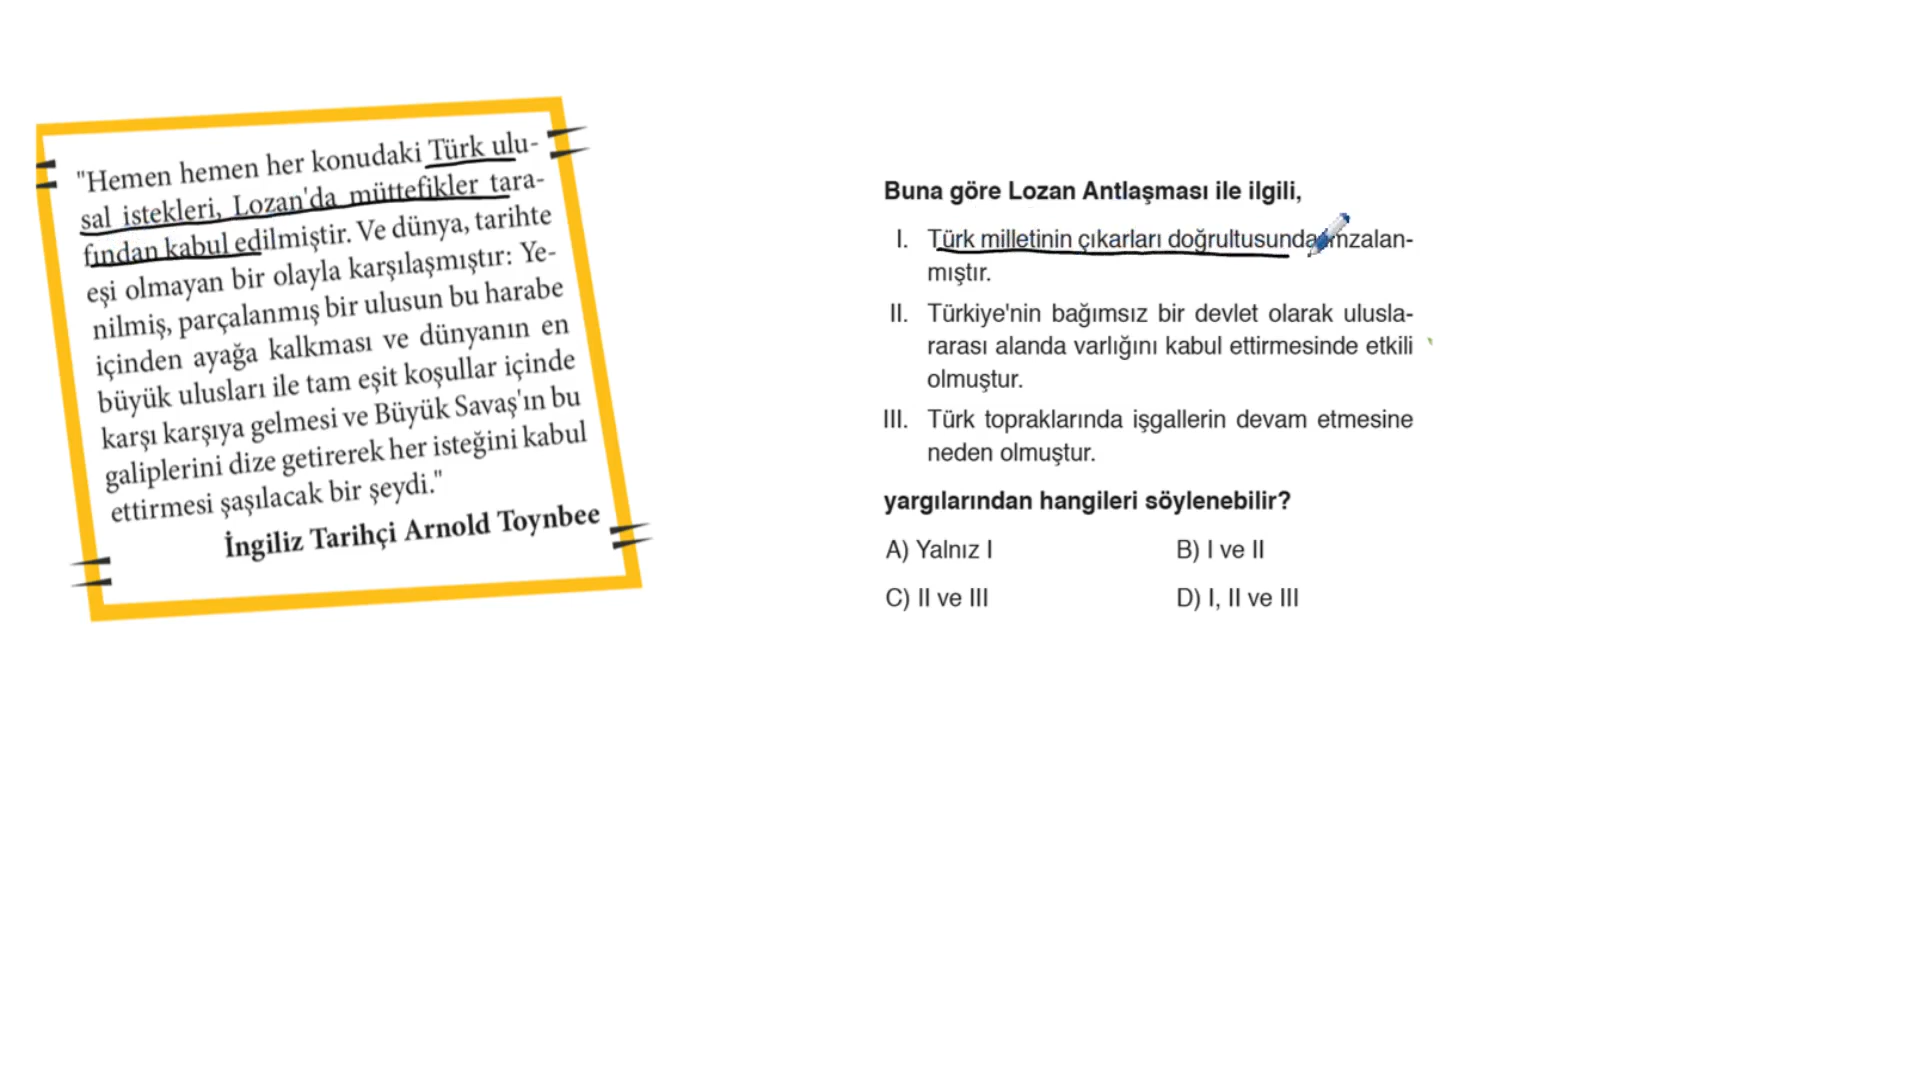 "Hemen hemen her konudaki Türk ulu-
sal istekleri, Lozan'da müttefikler tara-
fından kabul edilmiştir. Ve dünya, tarihte
eşi olmayan bir olayla karşılaşmıştır: Ye-
nilmiş, parçalanmış bir ulusun bu harabe
içinden ayağa kalkması ve dünyanın en
büyük ulusları ile tam eşit koşullar içinde
karşı karşıya gelmesi ve Büyük Savaş'ın bu
galiplerini dize getirerek her isteğini kabul
ettirmesi şaşılacak bir şeydi."
İngiliz Tarihçi Arnold Toynbee
Buna göre Lozan Antlaşması ile ilgili,
I. Türk milletinin çıkarları doğrultusunda imzalan-
mıştır.
II. Türkiye'nin bağımsız bir devlet olarak ulusla-
rarası alanda varlığını kabul ettirmesinde etkili
olmuştur.
III. Türk topraklarında işgallerin devam etmesine
neden olmuştur.
yargılarından hangileri söylenebilir?
A) Yalnız I
B) I ve II
C) II ve III
D) I, II ve III